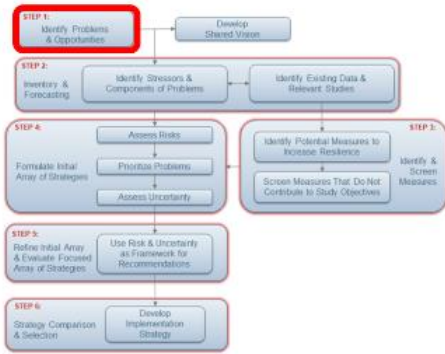 STEP 1:
Identify Problems
& Opportunities
Develop
Shared Vision
STEP 2:
Inventory &
Forecasting
Identify Stressors &
Components of Problems
Identify Existing Data &
Relevant Studies
STEP 4:
Formulate Initial
Array of Strategies
Assess Risks
Prioritize Problems
Assess Uncertainty
STEP 3:
Identify Potential Measures to
Increase Resilience
Screen Measures That Do Not
Contribute to Study Objectives
Identify &
Screen
Measures
STEP 5:
Refine Initial Array
& Evaluate Focused
Array of Strategies
Use Risk & Uncertainty
as Framework for
Recommendations
STEP 6:
Strategy Comparison
& Selection
Develop
Implementation
Strategy